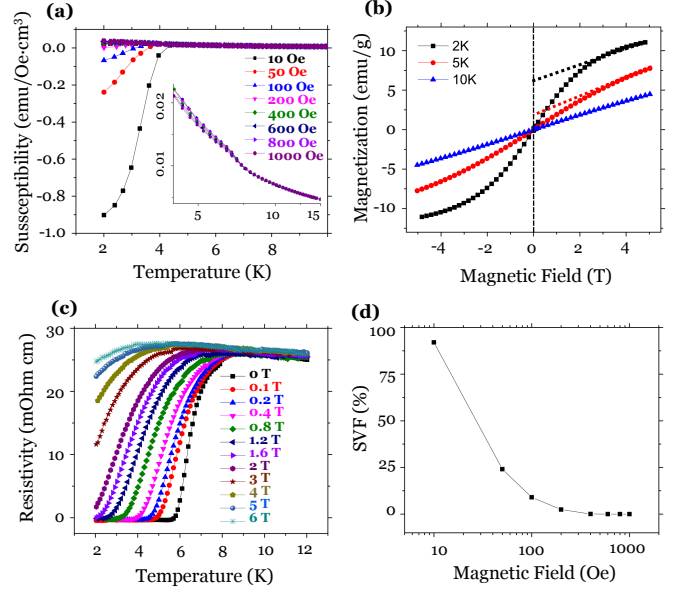 (a)
Sussceptibility (emu/Oe·cm³)
0.0
-0.2
-0.4
-0.6
-0.8
-1.0
0 2 4 6 8
Temperature (K)
10 Oe
50 Oe
100 Oe
200 Oe
400 Oe
600 Oe
800 Oe
1000 Oe
0.02
0.01
5 10 15
(b)
Magnetization (emu/g)
10
5
0
-5
-10
-4 -2 0 2 4
Magnetic Field (T)
2K
5K
10K
(c)
Resistivity (mOhm cm)
30
20
10
0
2 4 6 8 10 12
Temperature (K)
0 T
0.1 T
0.2 T
0.4 T
0.8 T
1.2 T
1.6 T
2 T
3 T
4 T
5 T
6 T
(d)
SVF (%)
100
75
50
25
0
10 100 1000
Magnetic Field (Oe)